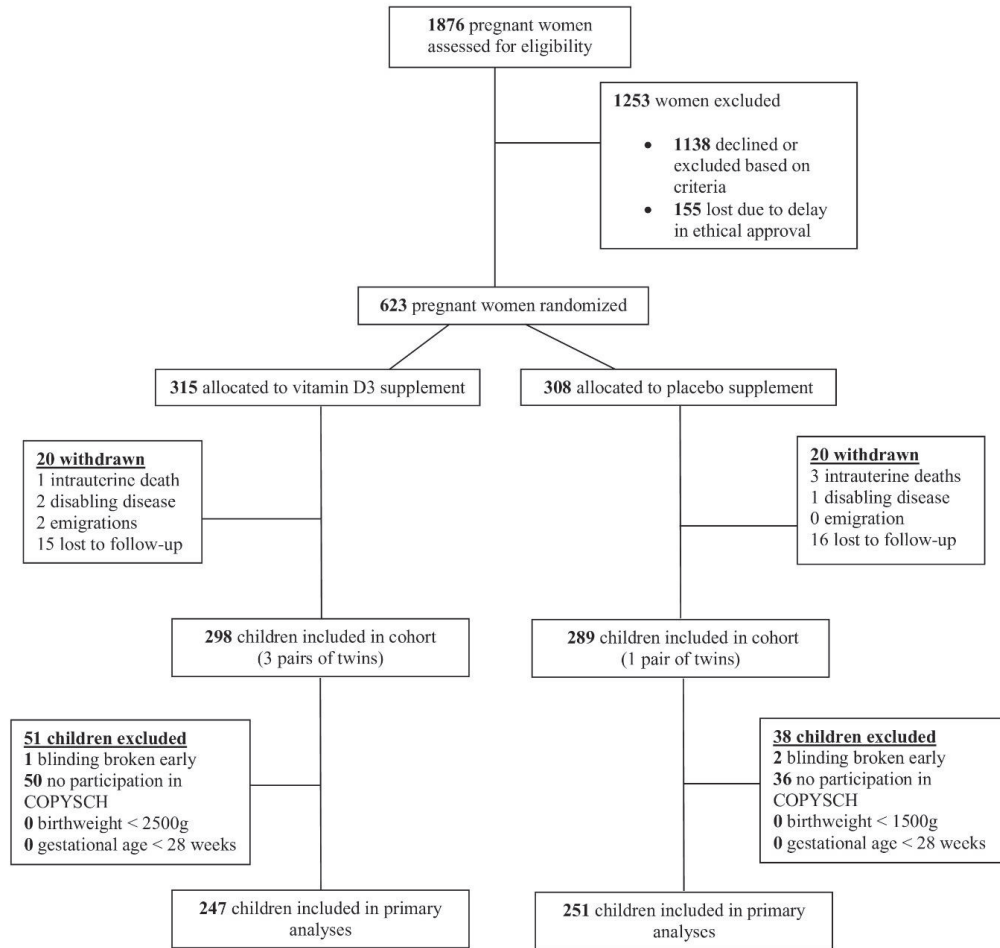 1876 pregnant women
assessed for eligibility
1253 women excluded
• 1138 declined or
excluded based on
criteria
• 155 lost due to delay
in ethical approval
623 pregnant women randomized
315 allocated to vitamin D3 supplement
308 allocated to placebo supplement
20 withdrawn
1 intrauterine death
2 disabling disease
2 emigrations
15 lost to follow-up
20 withdrawn
3 intrauterine deaths
1 disabling disease
0 emigration
16 lost to follow-up
298 children included in cohort
(3 pairs of twins)
289 children included in cohort
(1 pair of twins)
51 children excluded
1 blinding broken early
50 no participation in
COPYSCH
0 birthweight < 2500g
0 gestational age < 28 weeks
38 children excluded
2 blinding broken early
36 no participation in
COPYSCH
0 birthweight < 1500g
0 gestational age < 28 weeks
247 children included in primary
analyses
251 children included in primary
analyses